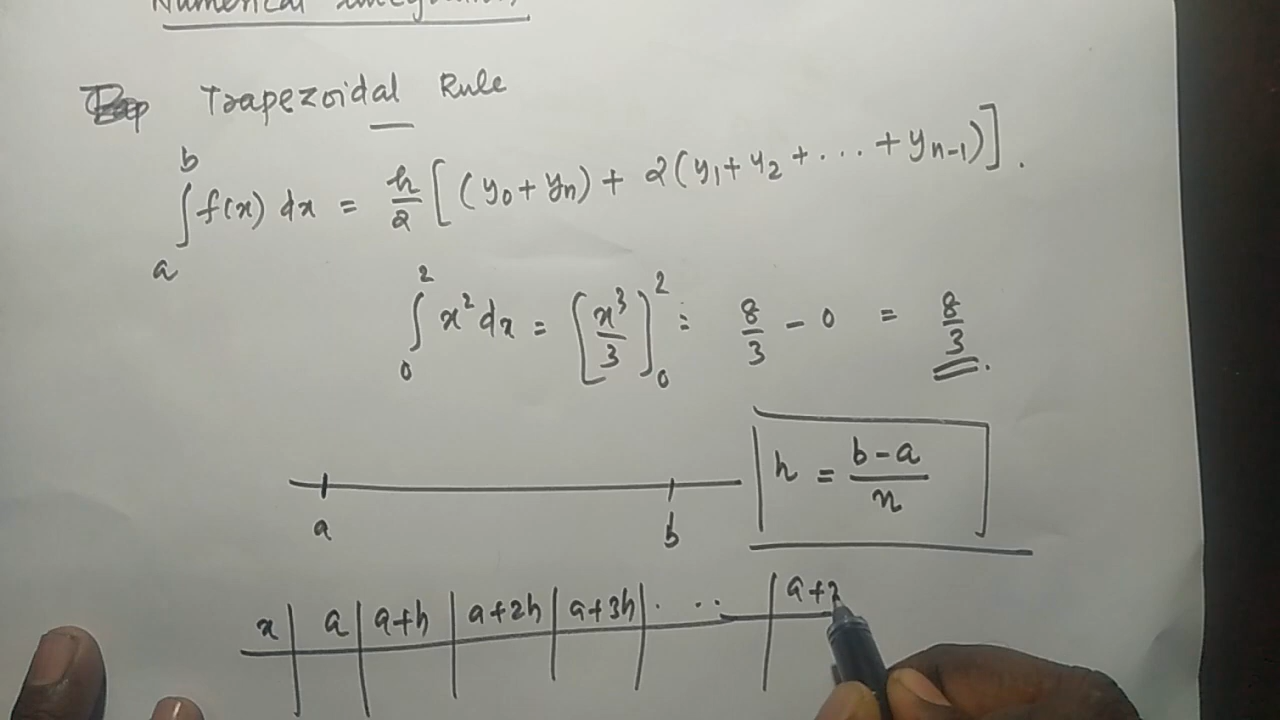 Numerical
Trapezoidal Rule
b
∫ f(x) dx = h/2 [(y₀ + yₙ) + 2(y₁ + y₂ + ... + yₙ₋₁)].
a
∫₀² x² dx = [x³/3]₀² = 8/3 - 0 = 8/3.
h = (b-a)/n
a b
x | a | a+h | a+2h | a+3h | . .. | a+